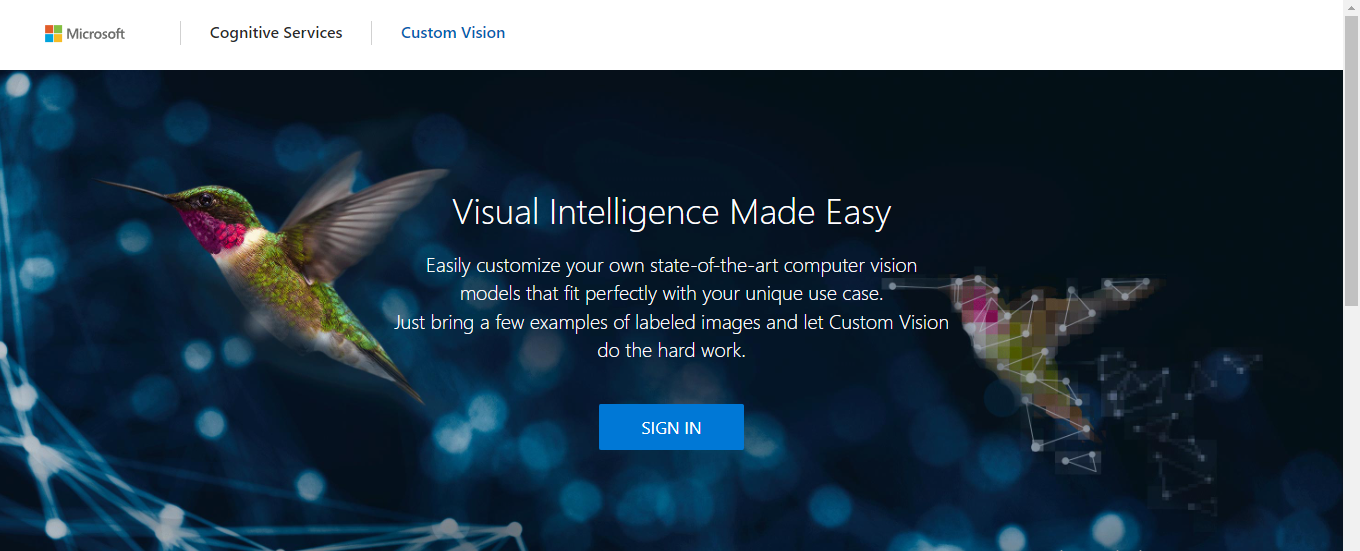 Microsoft
Cognitive Services
Custom Vision
Visual Intelligence Made Easy
Easily customize your own state-of-the-art computer vision
models that fit perfectly with your unique use case.
Just bring a few examples of labeled images and let Custom Vision
do the hard work.
SIGN IN